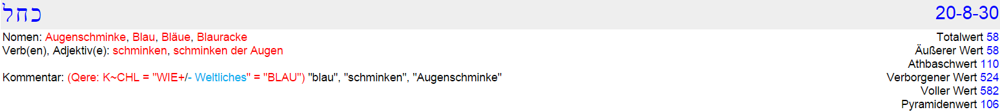 כחל 20-8-30
Nomen: Augenschminke, Blau, Bläue, Blauracke Totalwert 58
Verb(en), Adjektiv(e): schminken, schminken der Augen Äußerer Wert 58
Athbaschwert 110
Kommentar: (Qere: K~CHL = "WIE+/- Weltliches" = "BLAU") "blau", "schminken", "Augenschminke" Verborgener Wert 524
Voller Wert 582
Pyramidenwert 106